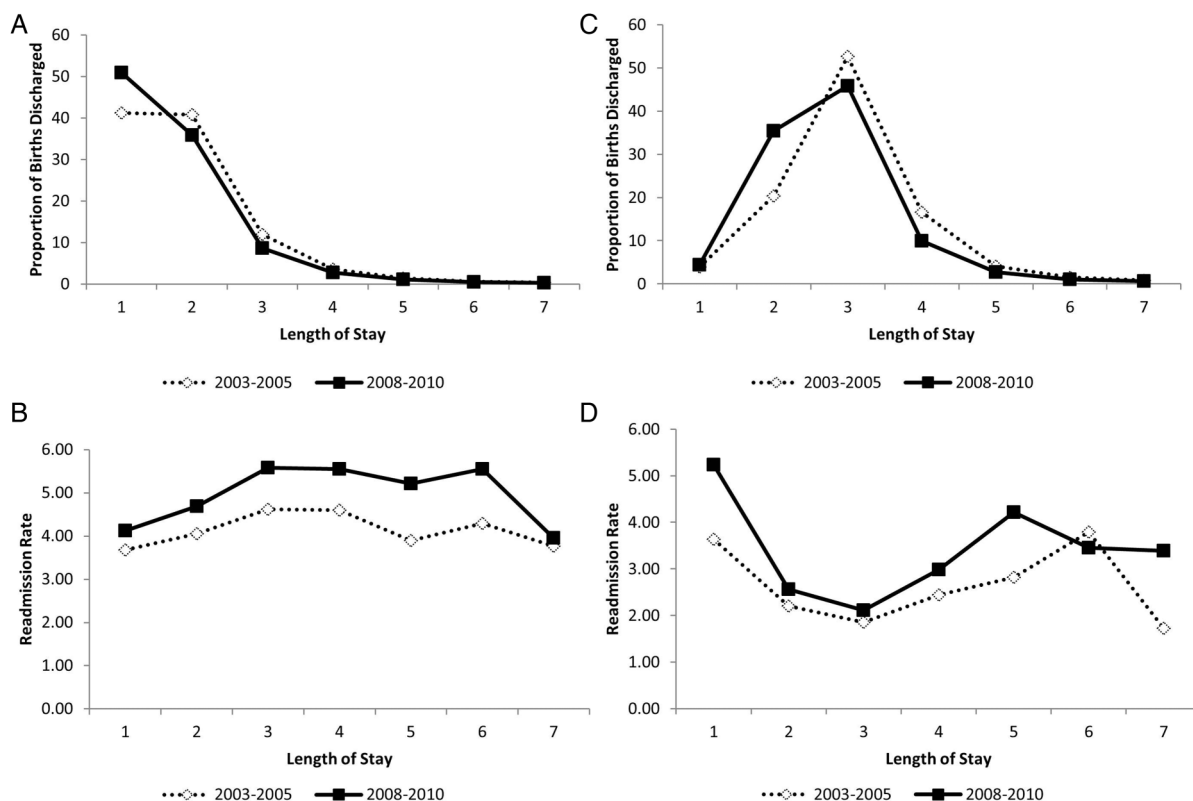 A
Proportion of Births Discharged
60
50
40
30
20
10
0
1 2 3 4 5 6 7
Length of Stay
2003-2005 2008-2010
C
Proportion of Births Discharged
60
50
40
30
20
10
0
1 2 3 4 5 6 7
Length of Stay
2003-2005 2008-2010
B
Readmission Rate
6.00
5.00
4.00
3.00
2.00
1.00
0.00
1 2 3 4 5 6 7
Length of Stay
2003-2005 2008-2010
D
Readmission Rate
6.00
5.00
4.00
3.00
2.00
1.00
0.00
1 2 3 4 5 6 7
Length of Stay
2003-2005 2008-2010